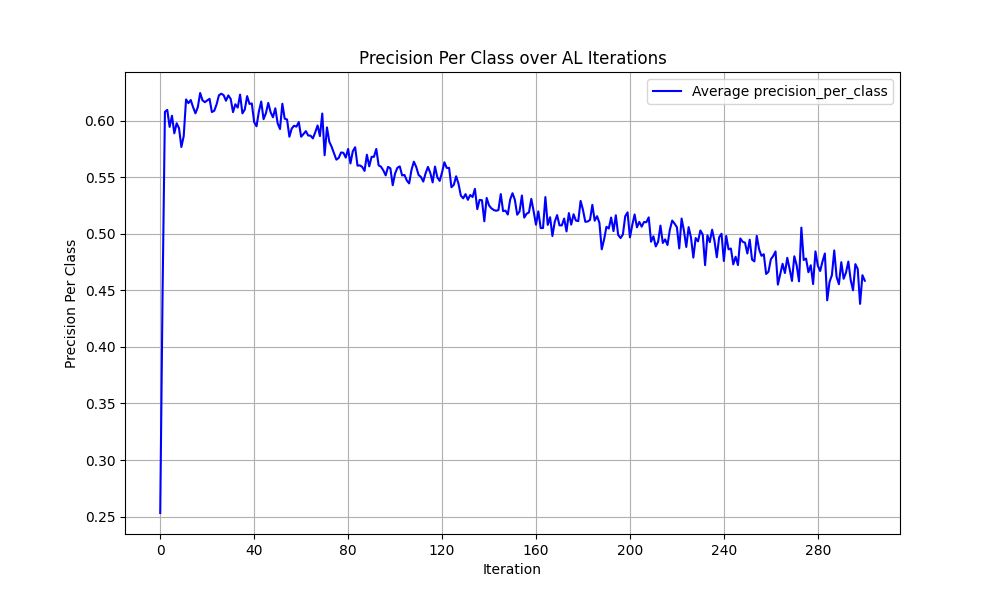 Precision Per Class over AL Iterations
Average precision_per_class
Precision Per Class
0.60
0.55
0.50
0.45
0.40
0.35
0.30
0.25
0 40 80 120 160 200 240 280
Iteration